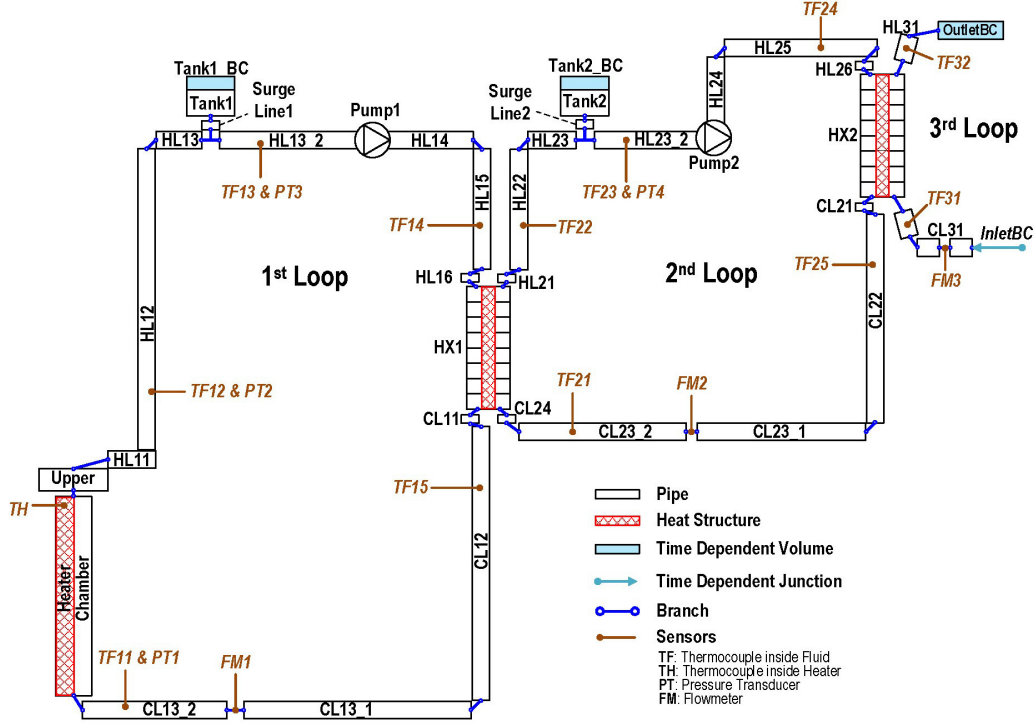 TF24
HL31
OutletBC
HL25
TF32
HL26
Tank1_BC
Tank2_BC
HL24
Tank1
Surge
Line1
Surge
Line2
Tank2
Pump1
HX2
3rd Loop
HL13
HL13_2
HL14
HL23
HL23_2
Pump2
TF13 & PT3
HL15
HL22
TF23 & PT4
TF31
CL21
TF14
TF22
CL31
InletBC
1st Loop
2nd Loop
TF25
FM3
HL16
HL21
HL12
CL22
HX1
TF12 & PT2
TF21
FM2
CL11
CL24
CL23_2
CL23_1
HL11
Upper
TF15
TH
Pipe
Heat Structure
CL12
Time Dependent Volume
Heater
Chamber
Time Dependent Junction
Branch
Sensors
TF: Thermocouple inside Fluid
TH: Thermocouple inside Heater
PT: Pressure Transducer
FM: Flowmeter
TF11 & PT1
FM1
CL13_2
CL13_1